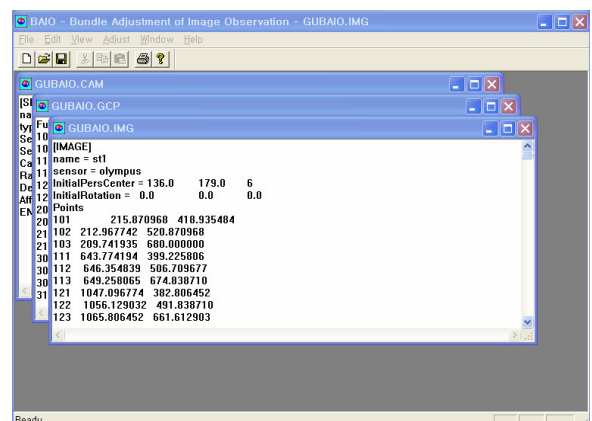 BAIO - Bundle Adjustment of Image Observation - GUBAIO.IMG
File Edit View Adjust Window Help
GUBAIO.CAM
GUBAIO.GCP
GUBAIO.IMG
[IMAGE]
name = st1
sensor = olympus
InitialPersCenter = 136.0 179.0 6
InitialRotation = 0.0 0.0 0.0
Points
101 215.870968 418.935484
102 212.967742 520.870968
103 209.741935 680.000000
111 643.774194 399.225806
112 646.354839 506.709677
113 649.258065 674.838710
121 1047.096774 382.806452
122 1056.129032 491.838710
123 1065.806452 661.612903
Ready